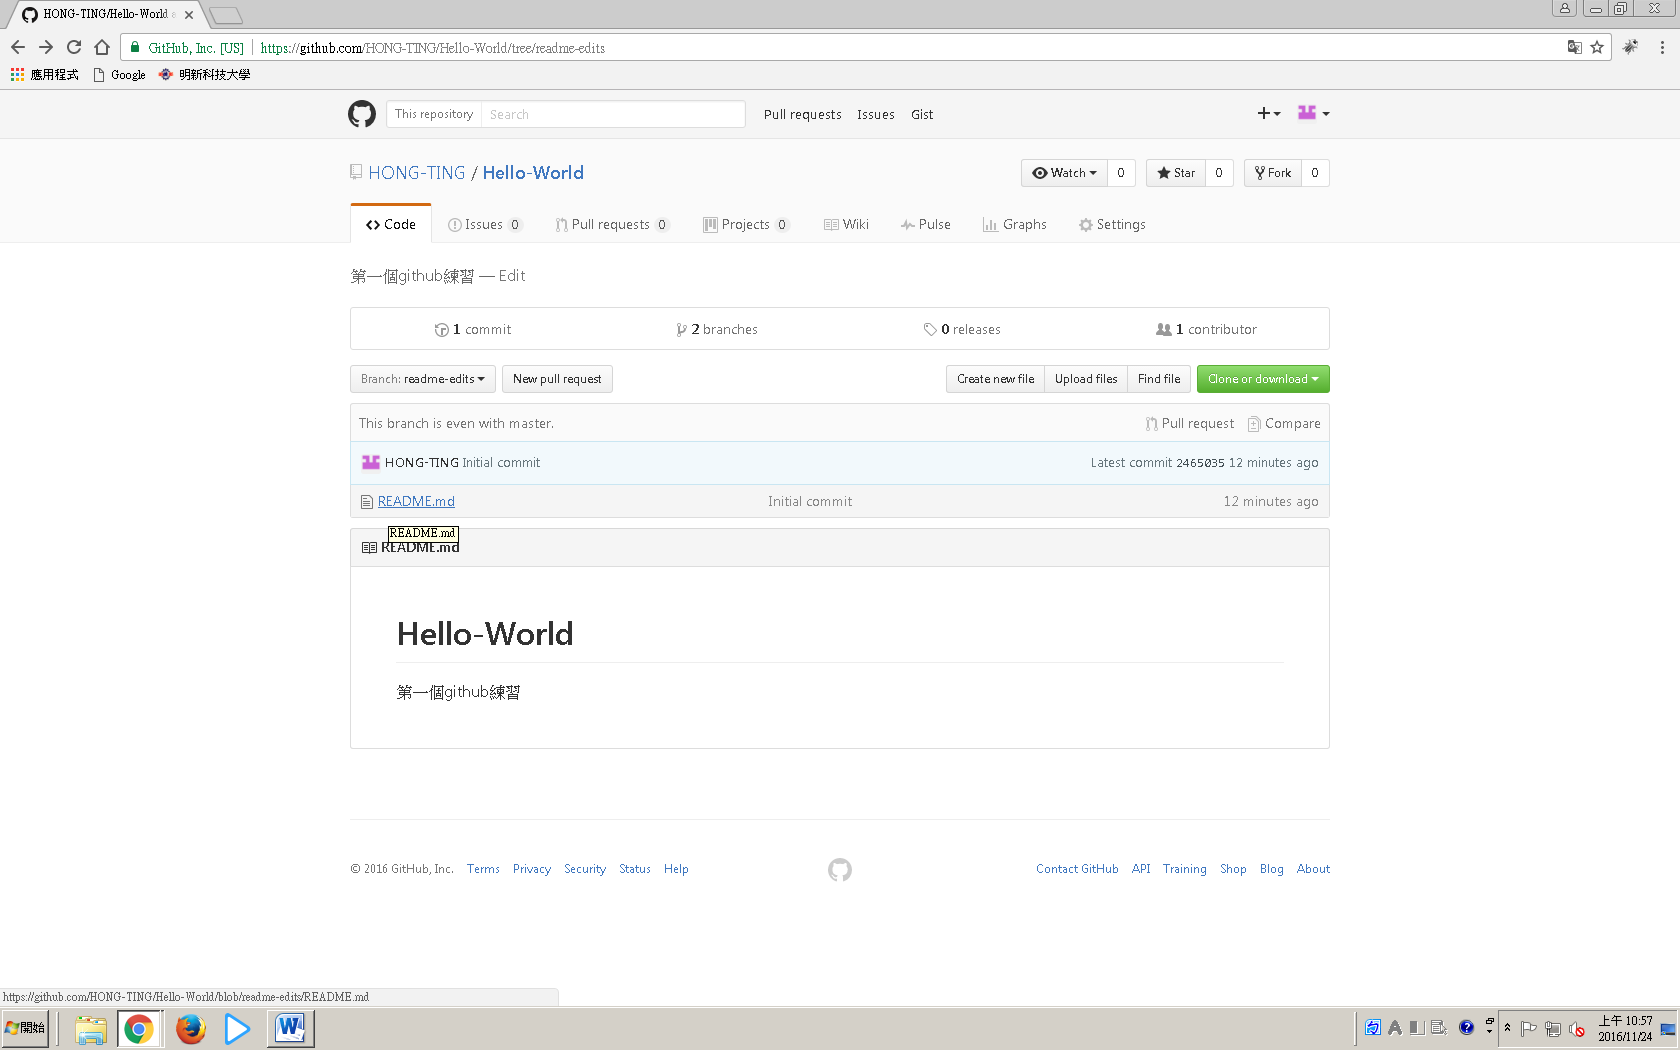 HONG-TING/Hello-World
GitHub, Inc. [US] https://github.com/HONG-TING/Hello-World/tree/readme-edits
應用程式 Google 明新科技大學
This repository Search Pull requests Issues Gist
HONG-TING / Hello-World Watch 0 Star 0 Fork 0
Code Issues 0 Pull requests 0 Projects 0 Wiki Pulse Graphs Settings
第一個github練習 — Edit
1 commit 2 branches 0 releases 1 contributor
Branch: readme-edits New pull request Create new file Upload files Find file Clone or download
This branch is even with master. Pull request Compare
HONG-TING Initial commit Latest commit 2465035 12 minutes ago
README.md Initial commit 12 minutes ago
README.md
README.md
Hello-World
第一個github練習
© 2016 GitHub, Inc. Terms Privacy Security Status Help Contact GitHub API Training Shop Blog About
https://github.com/HONG-TING/Hello-World/blob/readme-edits/README.md
開始 上午 10:57
2016/11/24